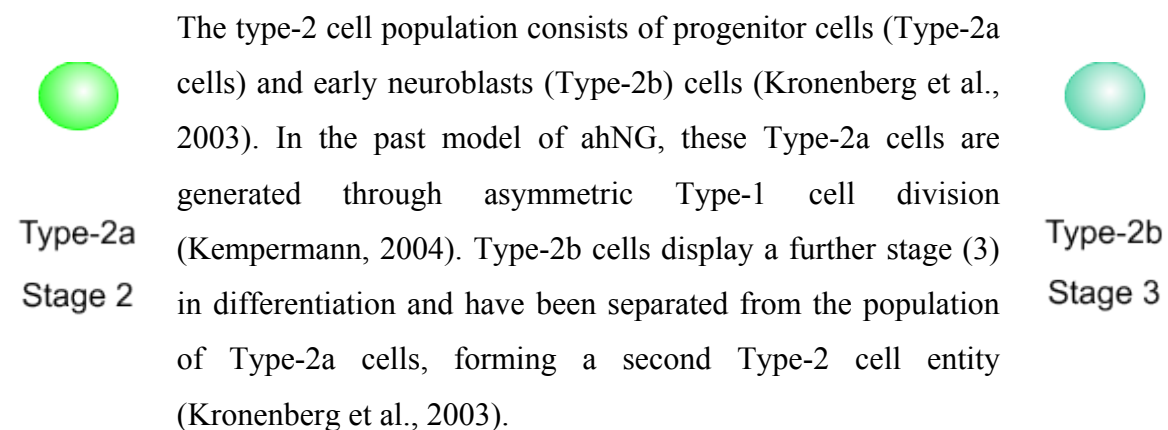 The type-2 cell population consists of progenitor cells (Type-2a
cells) and early neuroblasts (Type-2b) cells (Kronenberg et al.,
2003). In the past model of ahNG, these Type-2a cells are
generated through asymmetric Type-1 cell division
(Kempermann, 2004). Type-2b cells display a further stage (3)
in differentiation and have been separated from the population
of Type-2a cells, forming a second Type-2 cell entity
(Kronenberg et al., 2003).
Type-2a
Stage 2
Type-2b
Stage 3